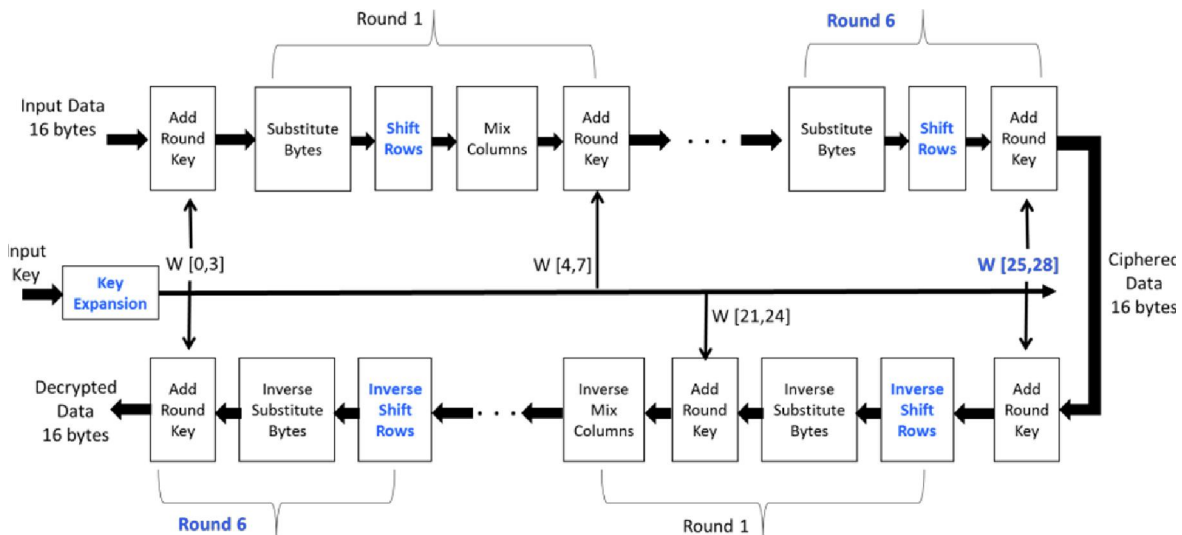 Round 1
Round 6
Input Data
16 bytes
Add
Round
Key
Substitute
Bytes
Shift
Rows
Mix
Columns
Add
Round
Key
. . .
Substitute
Bytes
Shift
Rows
Add
Round
Key
Input
Key
Key
Expansion
W [0,3]
W [4,7]
W [21,24]
W [25,28]
Ciphered
Data
16 bytes
Decrypted
Data
16 bytes
Add
Round
Key
Inverse
Substitute
Bytes
Inverse
Shift
Rows
. . .
Inverse
Mix
Columns
Add
Round
Key
Inverse
Substitute
Bytes
Inverse
Shift
Rows
Add
Round
Key
Round 6
Round 1